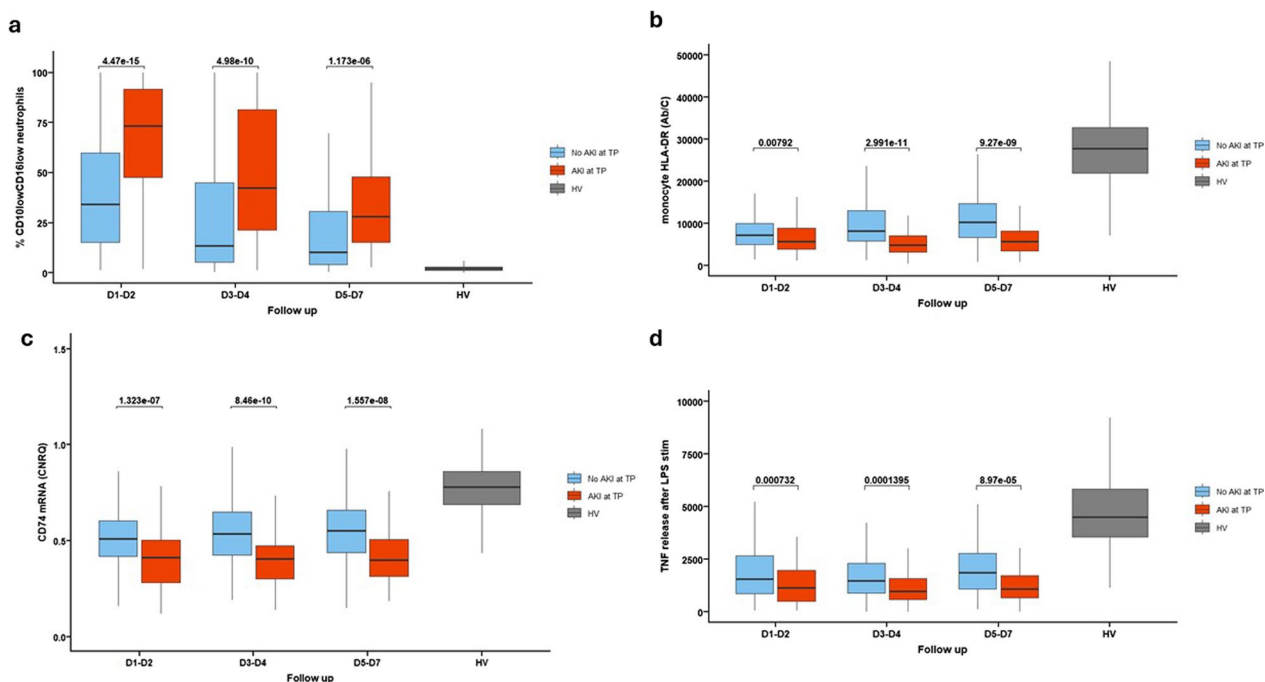 a
% CD10lowCD16low neutrophils
100
75
50
25
0
4.47e-15
4.98e-10
1.173e-06
No AKI at TP
AKI at TP
HV
D1-D2
D3-D4
D5-D7
HV
Follow up
b
monocyte HLA-DR (Ab/C)
50000
40000
30000
20000
10000
0
0.00792
2.991e-11
9.27e-09
No AKI at TP
AKI at TP
HV
D1-D2
D3-D4
D5-D7
HV
Follow up
c
CD74 mRNA (CNRQ)
1.5
1.0
0.5
0.0
1.323e-07
8.46e-10
1.557e-08
No AKI at TP
AKI at TP
HV
D1-D2
D3-D4
D5-D7
HV
Follow up
d
TNF release after LPS stim
10000
7500
5000
2500
0
0.000732
0.0001395
8.97e-05
No AKI at TP
AKI at TP
HV
D1-D2
D3-D4
D5-D7
HV
Follow up